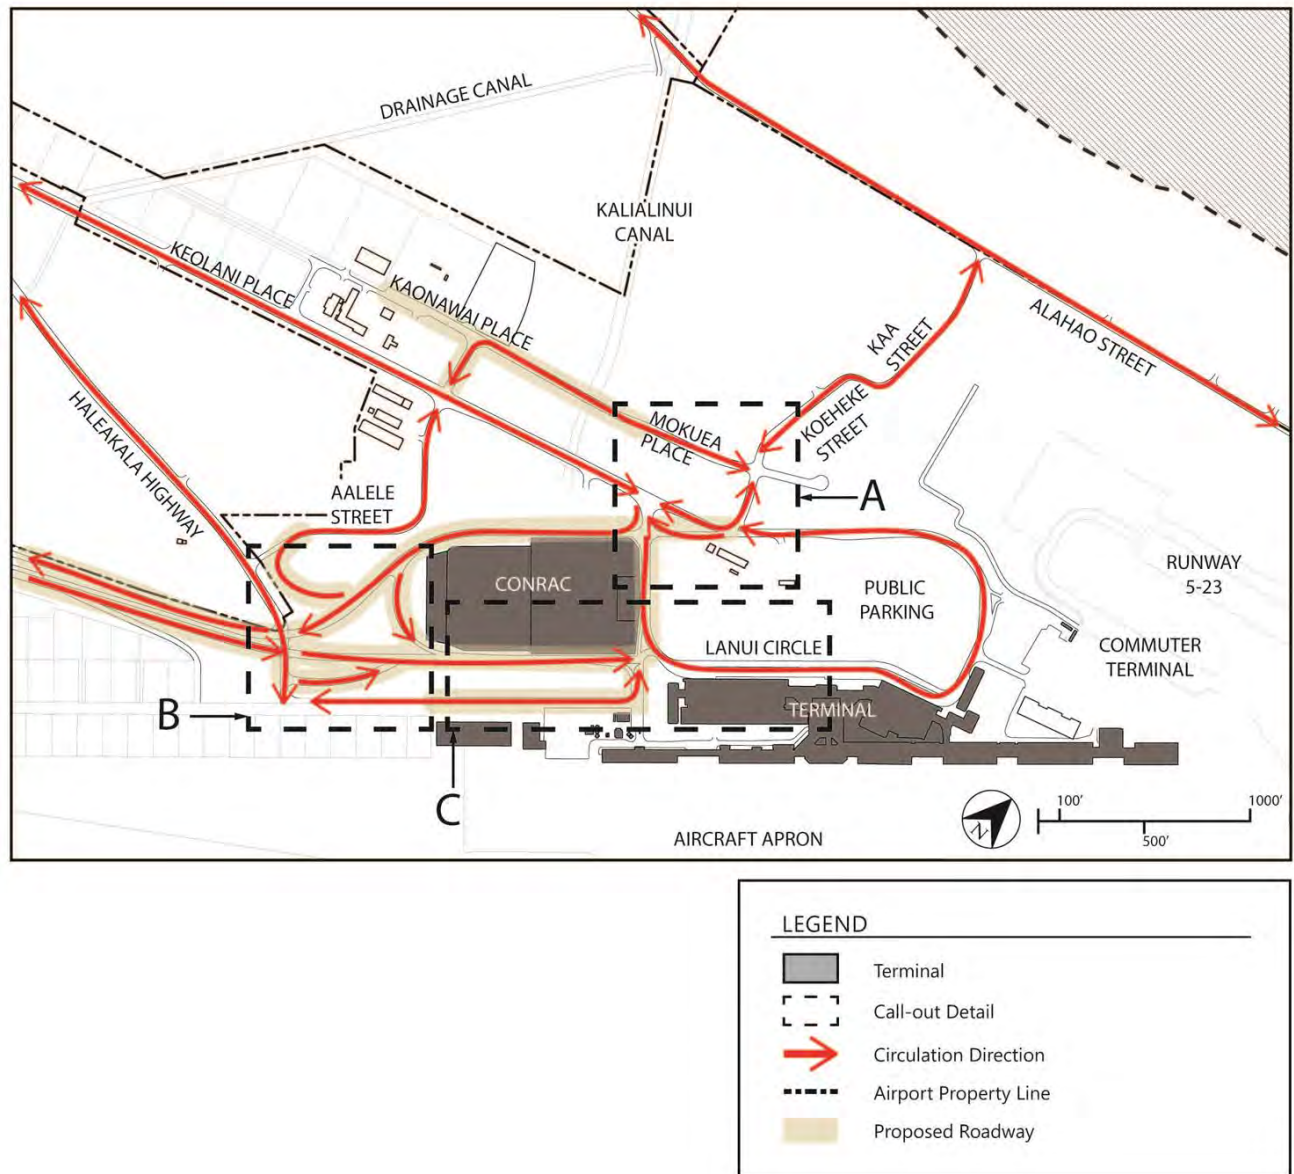 DRAINAGE CANAL
KALIALINUI
CANAL
KEOLANI PLACE
KAONAWAI PLACE
KAA
STREET
ALAHAO STREET
HALEAKALA HIGHWAY
MOKUEA
PLACE
KOEHEKE
STREET
AALELE
STREET
A
CONRAC
PUBLIC
PARKING
RUNWAY
5-23
LANUI CIRCLE
COMMUTER
TERMINAL
B
TERMINAL
C
N
100'
1000'
500'
AIRCRAFT APRON
LEGEND
Terminal
Call-out Detail
Circulation Direction
Airport Property Line
Proposed Roadway